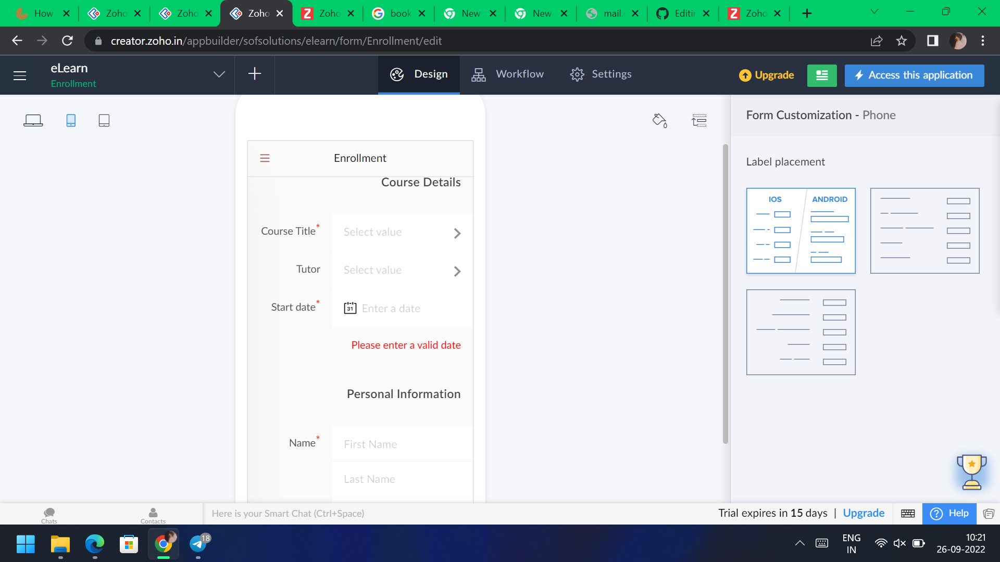 How
Zoho
Zoho
Zoho
Zoho
book
New
New
mail.
Editin
Zoho
creator.zoho.in/appbuilder/sofsolutions/elearn/form/Enrollment/edit
eLearn
Enrollment
Design
Workflow
Settings
Upgrade
Access this application
Form Customization - Phone
Label placement
IOS
ANDROID
Enrollment
Course Details
Course Title*
Select value
Tutor
Select value
Start date*
31
Enter a date
Please enter a valid date
Personal Information
Name*
First Name
Last Name
Chats
Contacts
Here is your Smart Chat (Ctrl+Space)
Trial expires in 15 days | Upgrade
Help
18
ENG
IN
10:21
26-09-2022